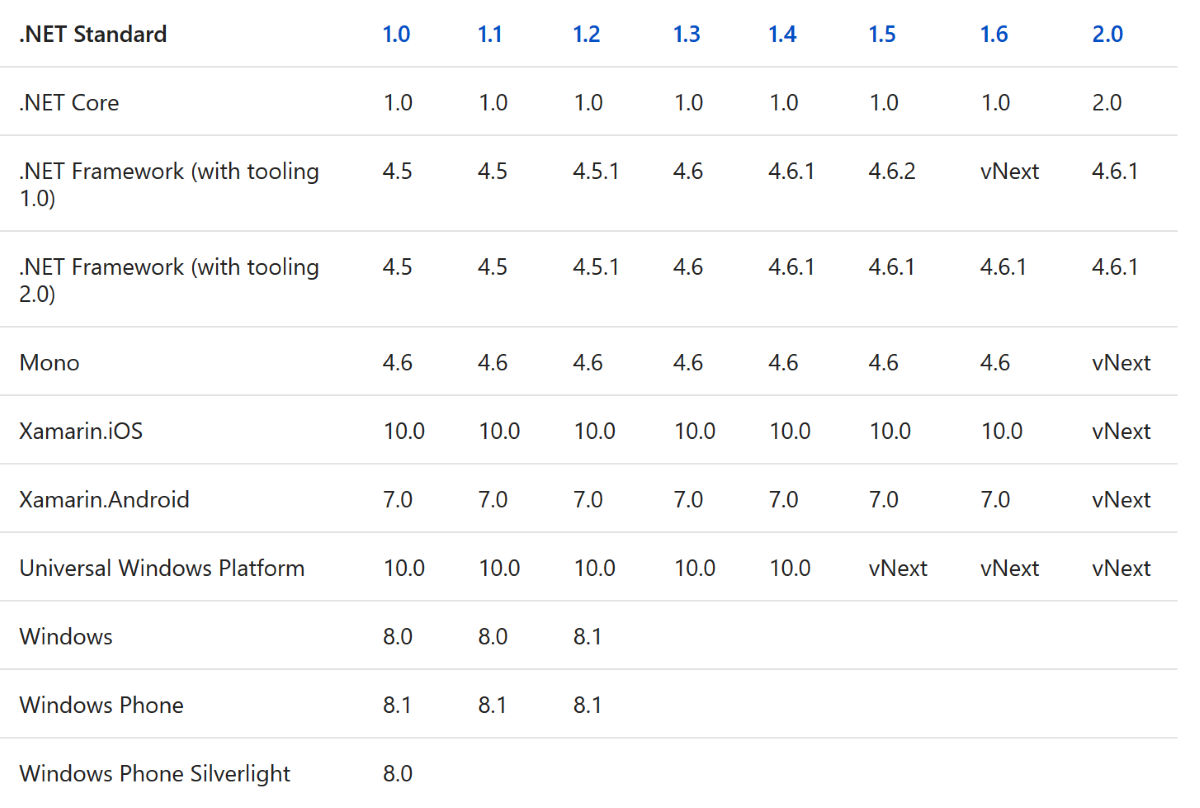 .NET Standard 1.0 1.1 1.2 1.3 1.4 1.5 1.6 2.0
.NET Core 1.0 1.0 1.0 1.0 1.0 1.0 1.0 2.0
.NET Framework (with tooling 4.5 4.5 4.5.1 4.6 4.6.1 4.6.2 vNext 4.6.1
1.0)
.NET Framework (with tooling 4.5 4.5 4.5.1 4.6 4.6.1 4.6.1 4.6.1 4.6.1
2.0)
Mono 4.6 4.6 4.6 4.6 4.6 4.6 4.6 vNext
Xamarin.iOS 10.0 10.0 10.0 10.0 10.0 10.0 10.0 vNext
Xamarin.Android 7.0 7.0 7.0 7.0 7.0 7.0 7.0 vNext
Universal Windows Platform 10.0 10.0 10.0 10.0 10.0 vNext vNext vNext
Windows 8.0 8.0 8.1
Windows Phone 8.1 8.1 8.1
Windows Phone Silverlight 8.0